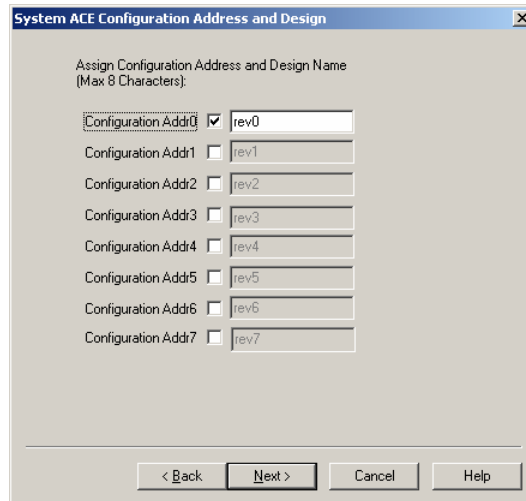 System ACE Configuration Address and Design
Assign Configuration Address and Design Name
(Max 8 Characters):
Configuration Addr0 rev0
Configuration Addr1 rev1
Configuration Addr2 rev2
Configuration Addr3 rev3
Configuration Addr4 rev4
Configuration Addr5 rev5
Configuration Addr6 rev6
Configuration Addr7 rev7
< Back Next > Cancel Help